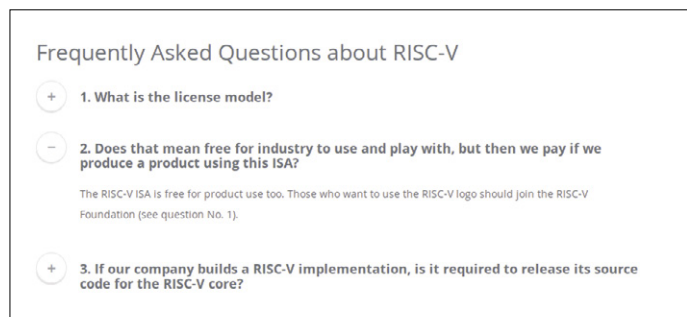 Frequently Asked Questions about RISC-V
1. What is the license model?
2. Does that mean free for industry to use and play with, but then we pay if we
produce a product using this ISA?
The RISC-V ISA is free for product use too. Those who want to use the RISC-V logo should join the RISC-V
Foundation (see question No. 1).
3. If our company builds a RISC-V implementation, is it required to release its source
code for the RISC-V core?